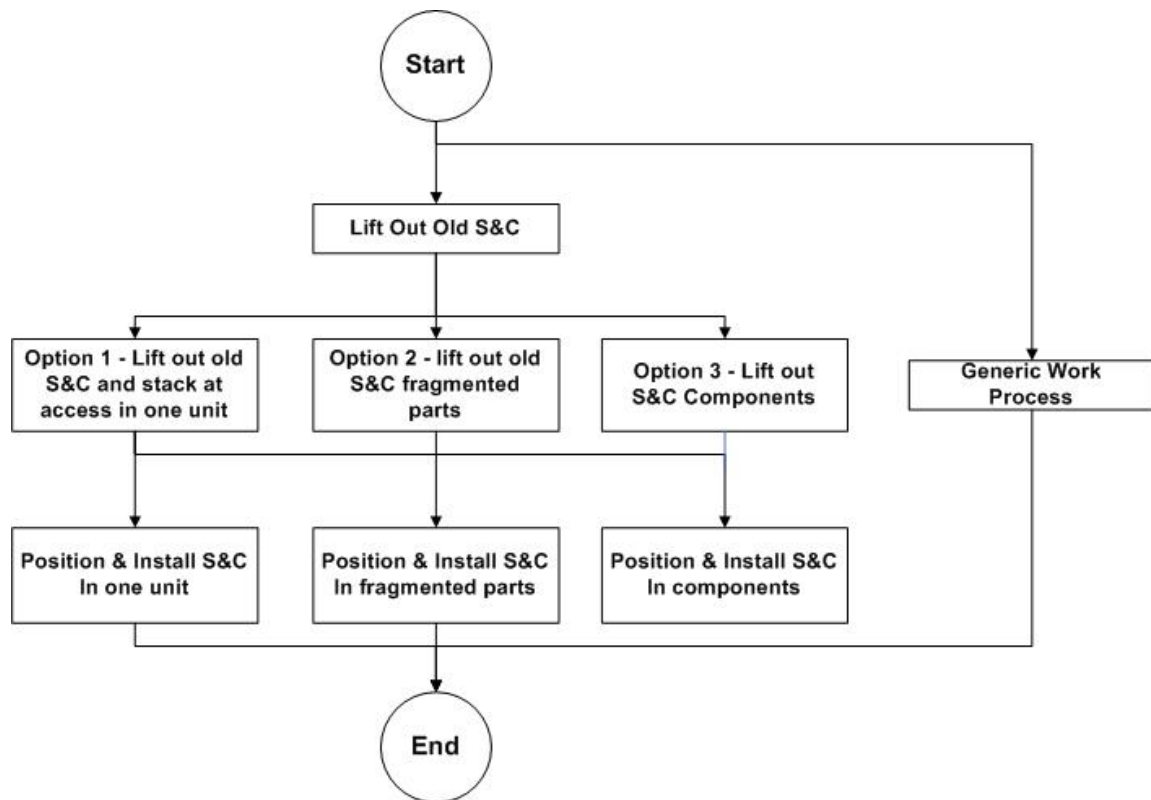 Start
Lift Out Old S&C
Option 1 - Lift out old
S&C and stack at
access in one unit
Option 2 - lift out old
S&C fragmented
parts
Option 3 - Lift out
S&C Components
Generic Work
Process
Position & Install S&C
In one unit
Position & Install S&C
In fragmented parts
Position & Install S&C
In components
End